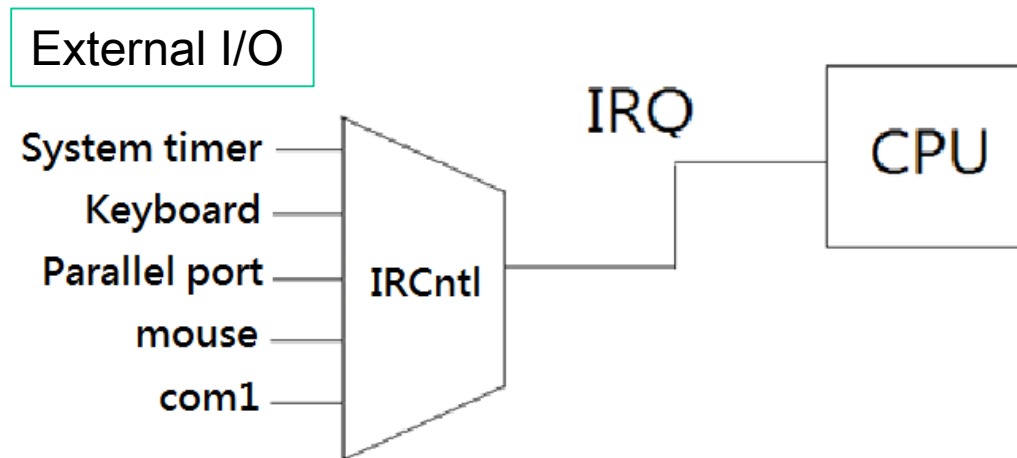 External I/O
System timer
Keyboard
Parallel port
mouse
com1
IRCntl
IRQ
CPU